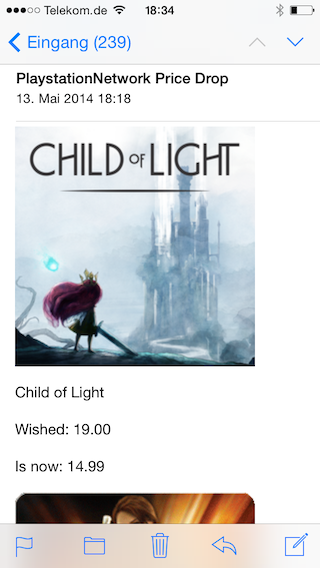 Telekom.de 18:34
Eingang (239)
PlaystationNetwork Price Drop
13. Mai 2014 18:18
CHILD OF LIGHT
Child of Light
Wished: 19.00
Is now: 14.99